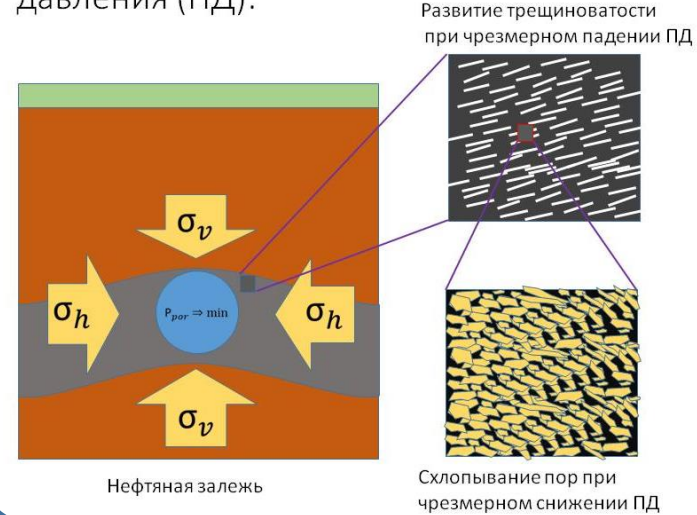 давления (ПД).
Развитие трещиноватости
при чрезмерном падении ПД
σᵥ
σₕ
P_por ⇒ min
σₕ
σᵥ
Нефтяная залежь
Схлопывание пор при
чрезмерном снижении ПД